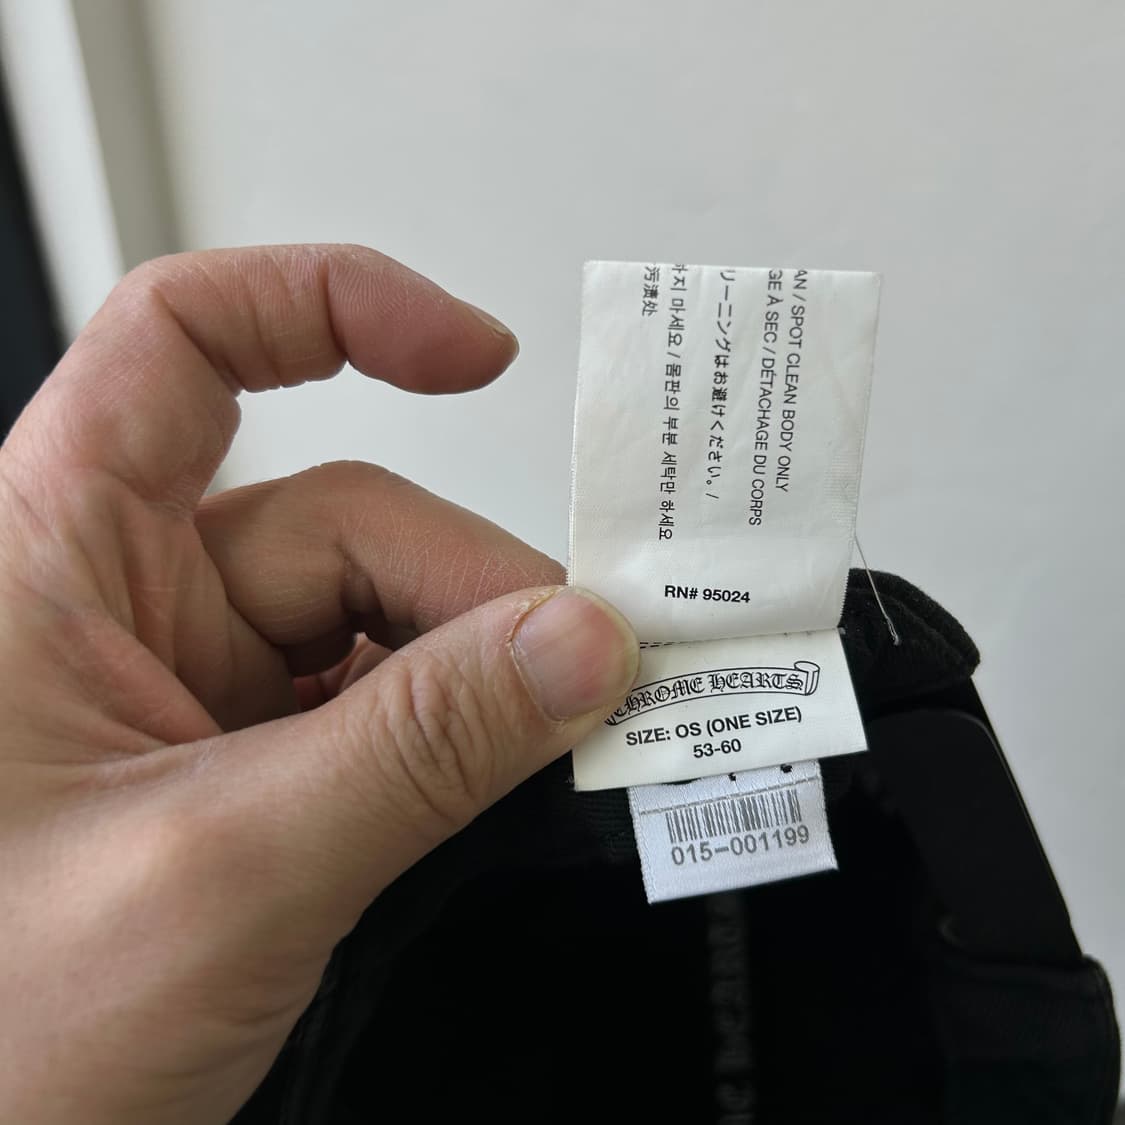 AN / SPOT CLEAN BODY ONLY
GE À SEC / DÉTACHAGE DU CORPS
リーニングはお避けください。/
하지 마세요 / 몸판의 부분 세탁만 하세요
污渍处
RN# 95024
CHROME HEARTS
SIZE: OS (ONE SIZE)
53-60
015-001199